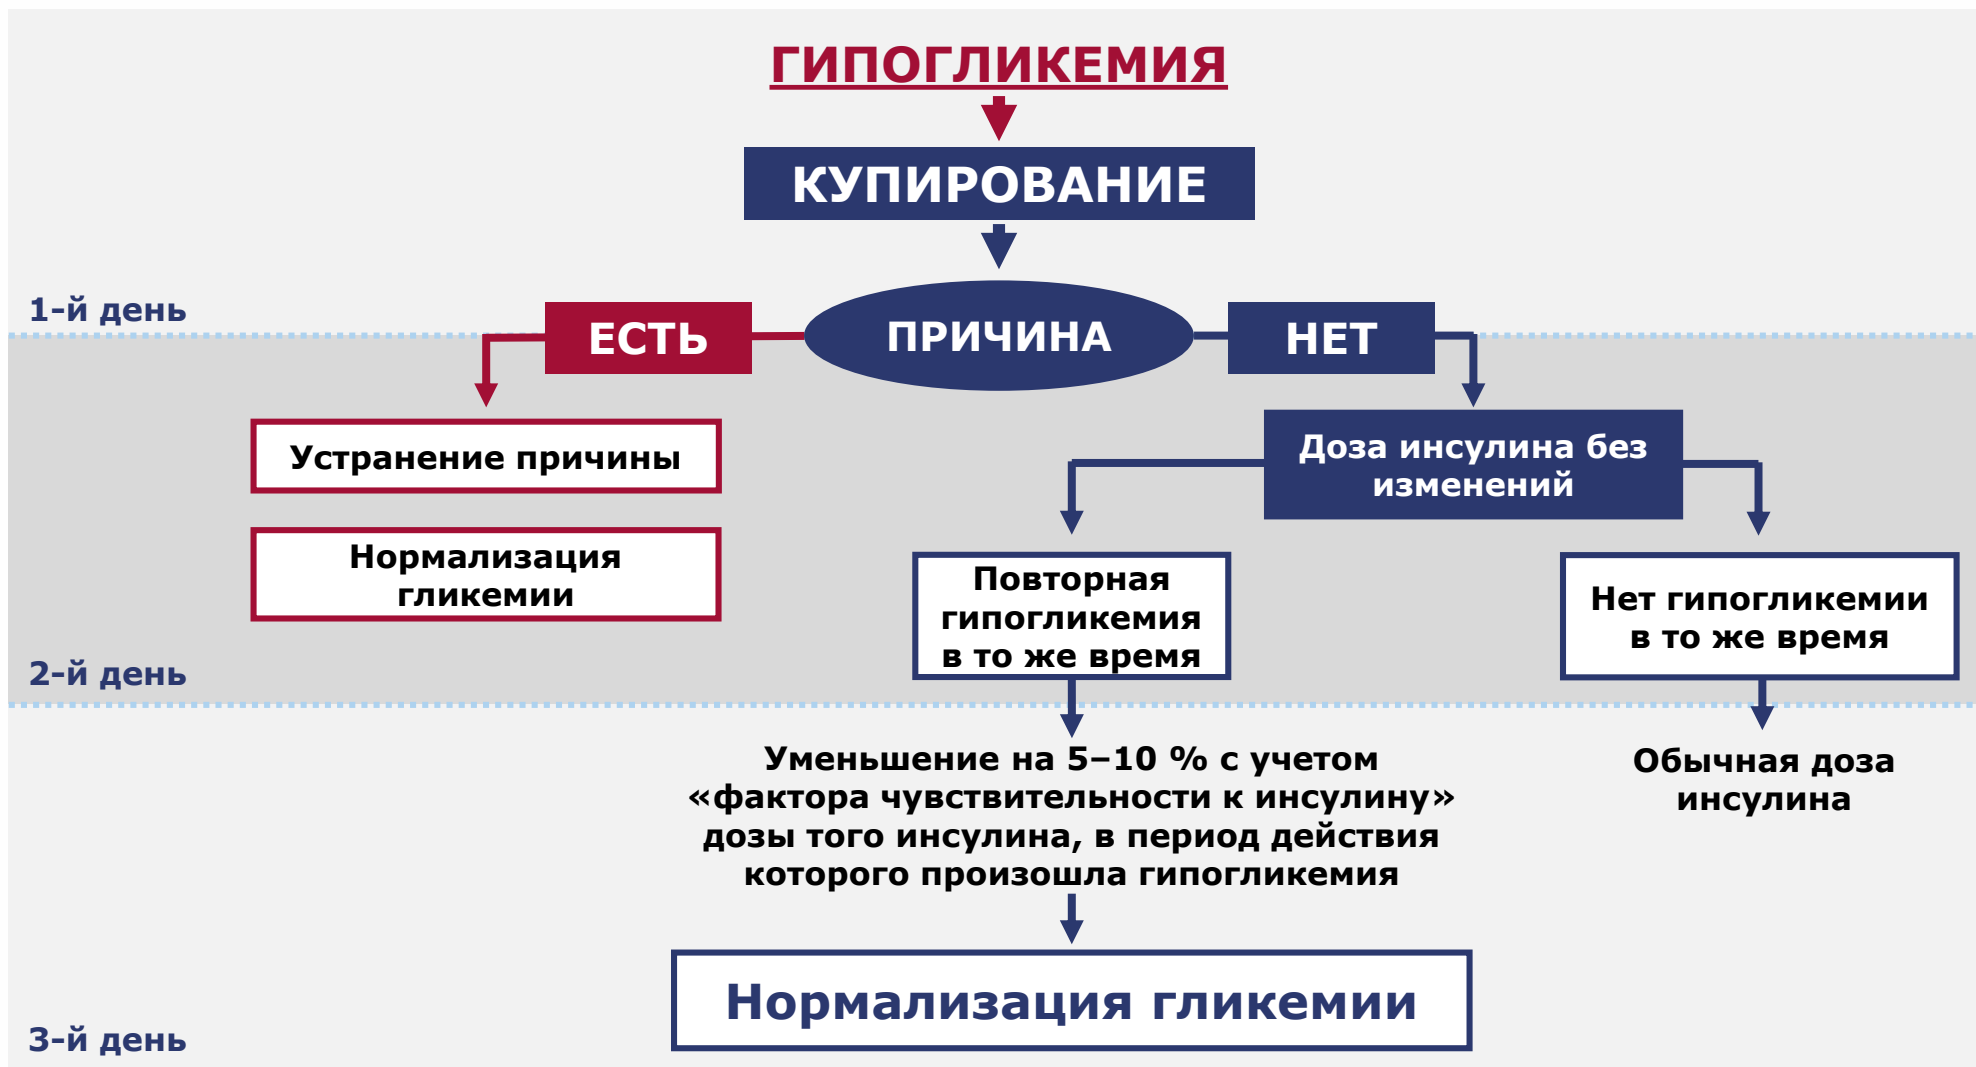 ГИПОГЛИКЕМИЯ
КУПИРОВАНИЕ
1-й день
ЕСТЬ
ПРИЧИНА
НЕТ
Устранение причины
Нормализация
гликемии
Доза инсулина без
изменений
Повторная
гипогликемия
в то же время
Нет гипогликемии
в то же время
2-й день
Уменьшение на 5–10 % с учетом
«фактора чувствительности к инсулину»
дозы того инсулина, в период действия
которого произошла гипогликемия
Обычная доза
инсулина
Нормализация гликемии
3-й день